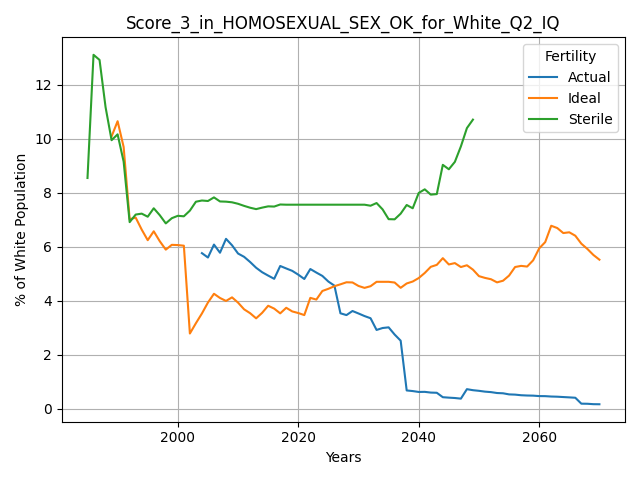 Score_3_in_HOMOSEXUAL_SEX_OK_for_White_Q2_IQ
Fertility
Actual
Ideal
Sterile
% of White Population
12
10
8
6
4
2
0
2000
2020
2040
2060
Years